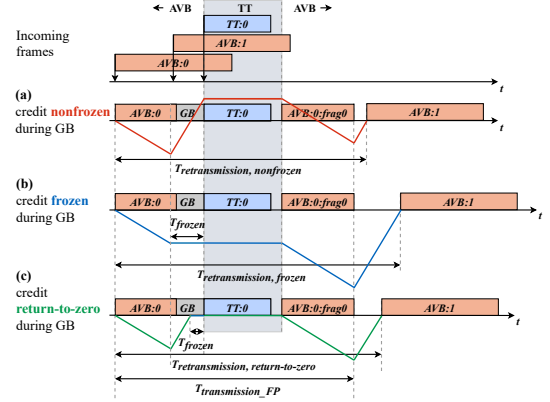 AVB TT AVB
Incoming
frames
TT:0
AVB:1
AVB:0
t
(a)
credit nonfrozen
during GB
AVB:0 GB TT:0 AVB:0:frag0 AVB:1
t
Tretransmission, nonfrozen
(b)
credit frozen
during GB
AVB:0 GB TT:0 AVB:0:frag0 AVB:1
Tfrozen
t
Tretransmission, frozen
(c)
credit
return-to-zero
during GB
AVB:0 GB TT:0 AVB:0:frag0 AVB:1
t
Tfrozen
Tretransmission, return-to-zero
Ttransmission_FP